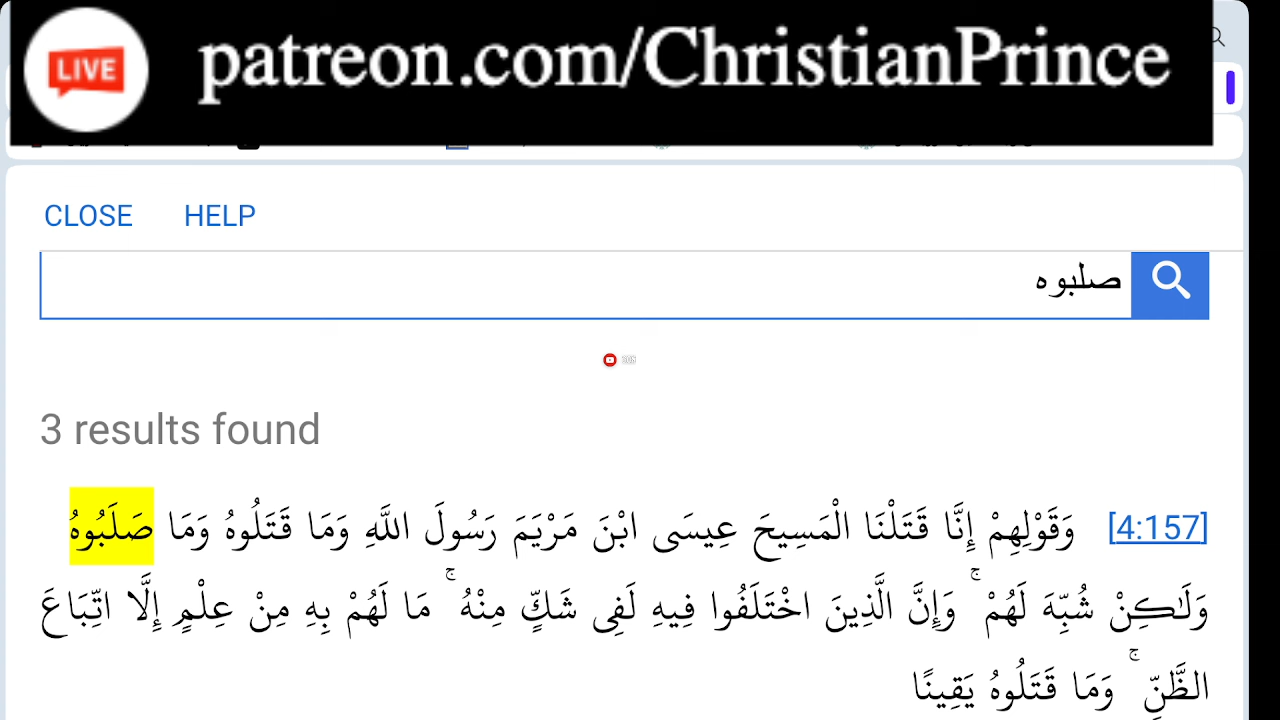 LIVE
patreon.com/ChristianPrince
CLOSE HELP
صلبوه
3 results found
[4:157] وَقَوْلِهِمْ إِنَّا قَتَلْنَا الْمَسِيحَ عِيسَى ابْنَ مَرْيَمَ رَسُولَ اللَّهِ وَمَا قَتَلُوهُ وَمَا صَلَبُوهُ
وَلَٰكِنْ شُبِّهَ لَهُمْ ۚ وَإِنَّ الَّذِينَ اخْتَلَفُوا فِيهِ لَفِي شَكٍّ مِنْهُ ۚ مَا لَهُمْ بِهِ مِنْ عِلْمٍ إِلَّا اتِّبَاعَ
الظَّنِّ ۚ وَمَا قَتَلُوهُ يَقِينًا